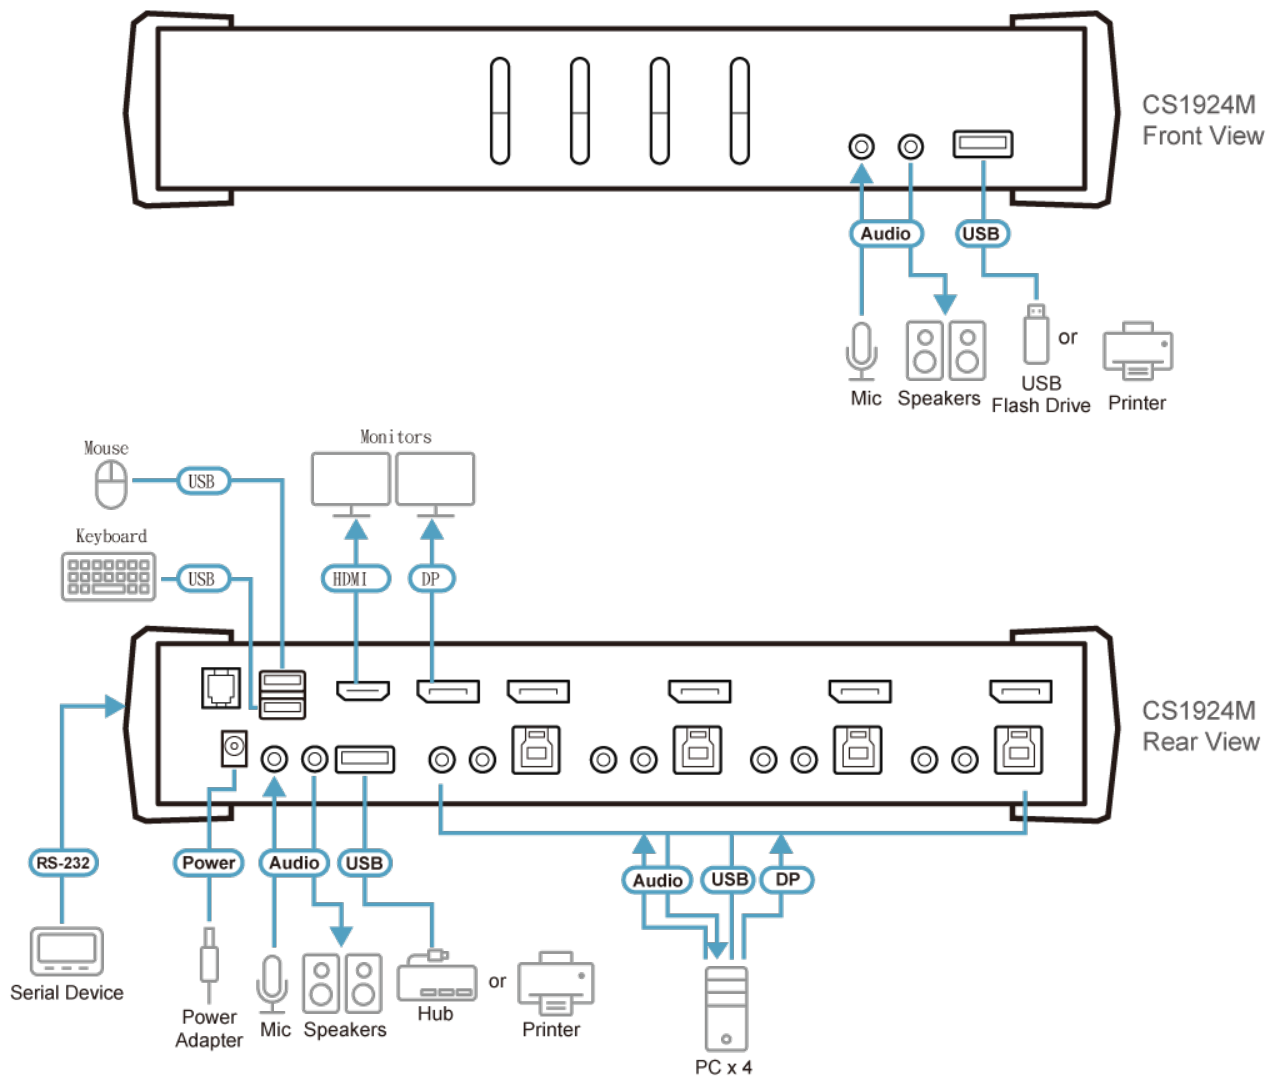 CS1924M
Front View
Audio
USB
or
Mic
Speakers
USB
Flash Drive
Printer
Mouse
USB
Monitors
Keyboard
USB
HDMI
DP
CS1924M
Rear View
RS-232
Power
Audio
USB
Audio
USB
DP
Serial Device
Power
Adapter
Mic
Speakers
Hub
or
Printer
PC x 4